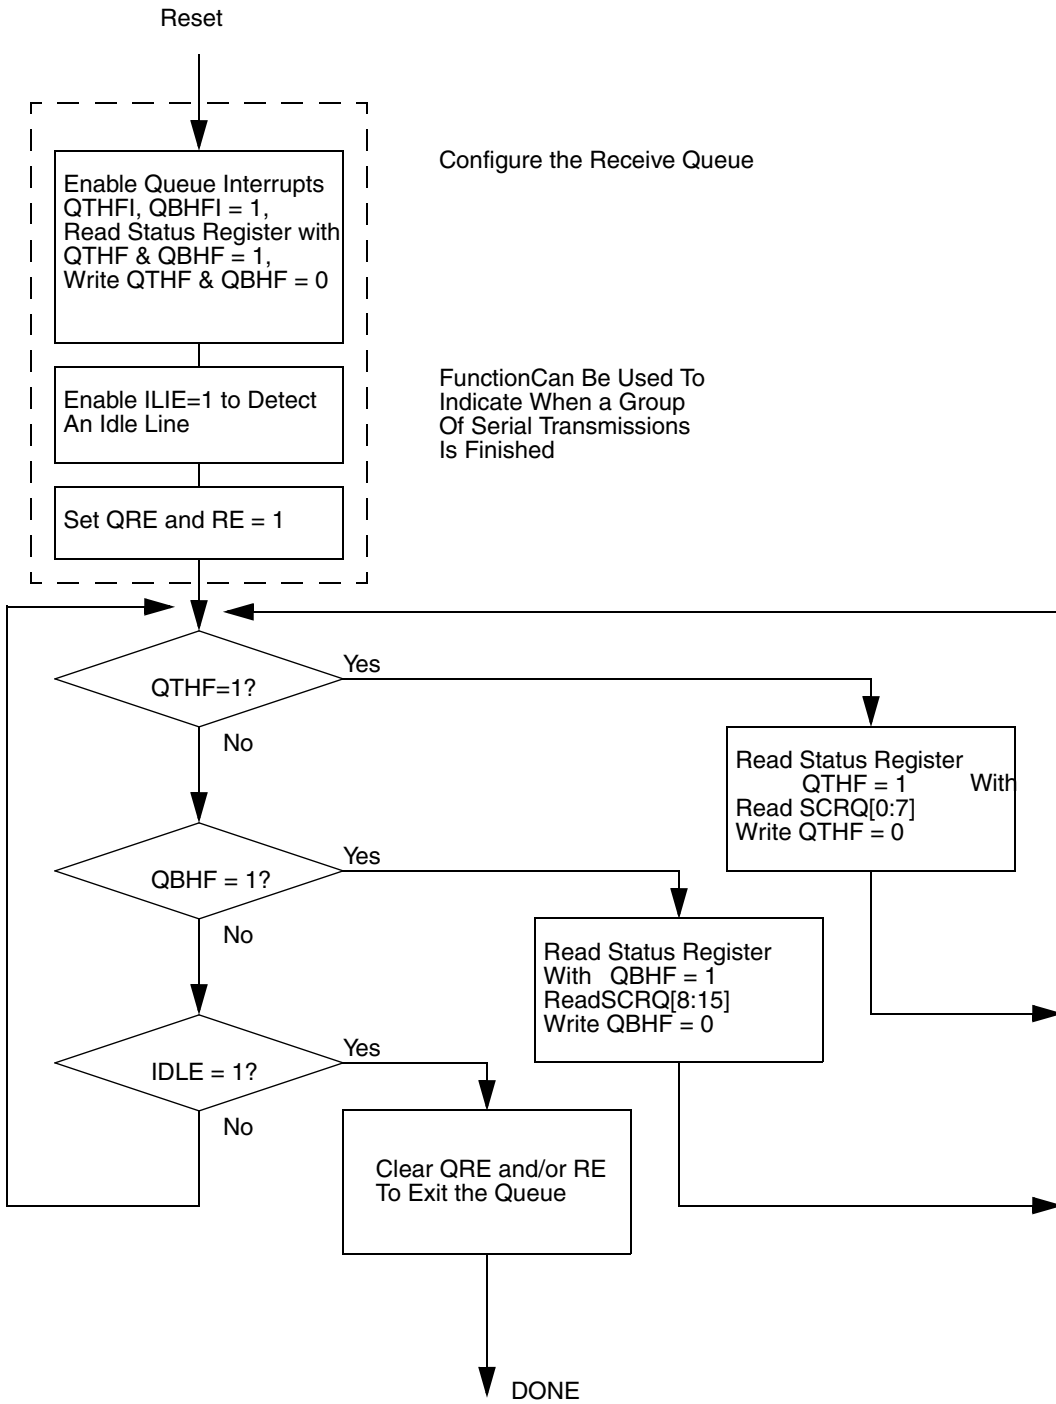 Reset
Configure the Receive Queue
Enable Queue Interrupts
QTHFI, QBHFI = 1,
Read Status Register with
QTHF & QBHF = 1,
Write QTHF & QBHF = 0
Enable ILIE=1 to Detect
An Idle Line
FunctionCan Be Used To
Indicate When a Group
Of Serial Transmissions
Is Finished
Set QRE and RE = 1
QTHF=1?
Yes
No
Read Status Register
QTHF = 1 With
Read SCRQ[0:7]
Write QTHF = 0
QBHF = 1?
Yes
No
Read Status Register
With QBHF = 1
ReadSCRQ[8:15]
Write QBHF = 0
IDLE = 1?
Yes
No
Clear QRE and/or RE
To Exit the Queue
DONE